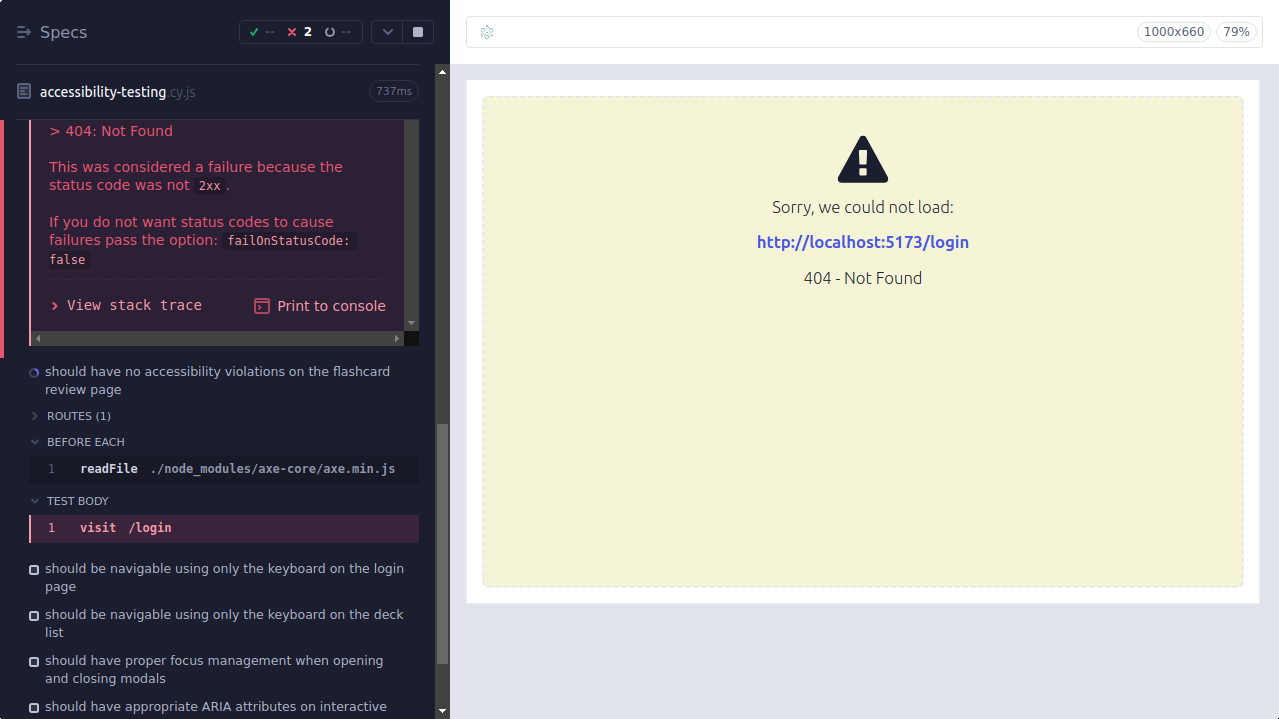 Specs
-- 2 --
accessibility-testing.cy.js 737ms
> 404: Not Found
This was considered a failure because the
status code was not 2xx.
If you do not want status codes to cause
failures pass the option: failOnStatusCode:
false
View stack trace Print to console
should have no accessibility violations on the flashcard
review page
ROUTES (1)
BEFORE EACH
1 readFile ./node_modules/axe-core/axe.min.js
TEST BODY
1 visit /login
should be navigable using only the keyboard on the login
page
should be navigable using only the keyboard on the deck
list
should have proper focus management when opening
and closing modals
should have appropriate ARIA attributes on interactive
1000x660 79%
Sorry, we could not load:
http://localhost:5173/login
404 - Not Found